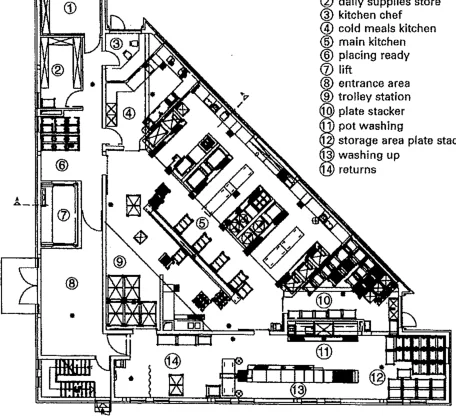 ② daily supplies store
③ kitchen chef
④ cold meals kitchen
⑤ main kitchen
⑥ placing ready
⑦ lift
⑧ entrance area
⑨ trolley station
⑩ plate stacker
⑪ pot washing
⑫ storage area plate stac
⑬ washing up
⑭ returns
①
③
②
④
⑥
⑤
⑦
⑨
⑧
⑩
⑪
⑭
⑫
⑬
A
A